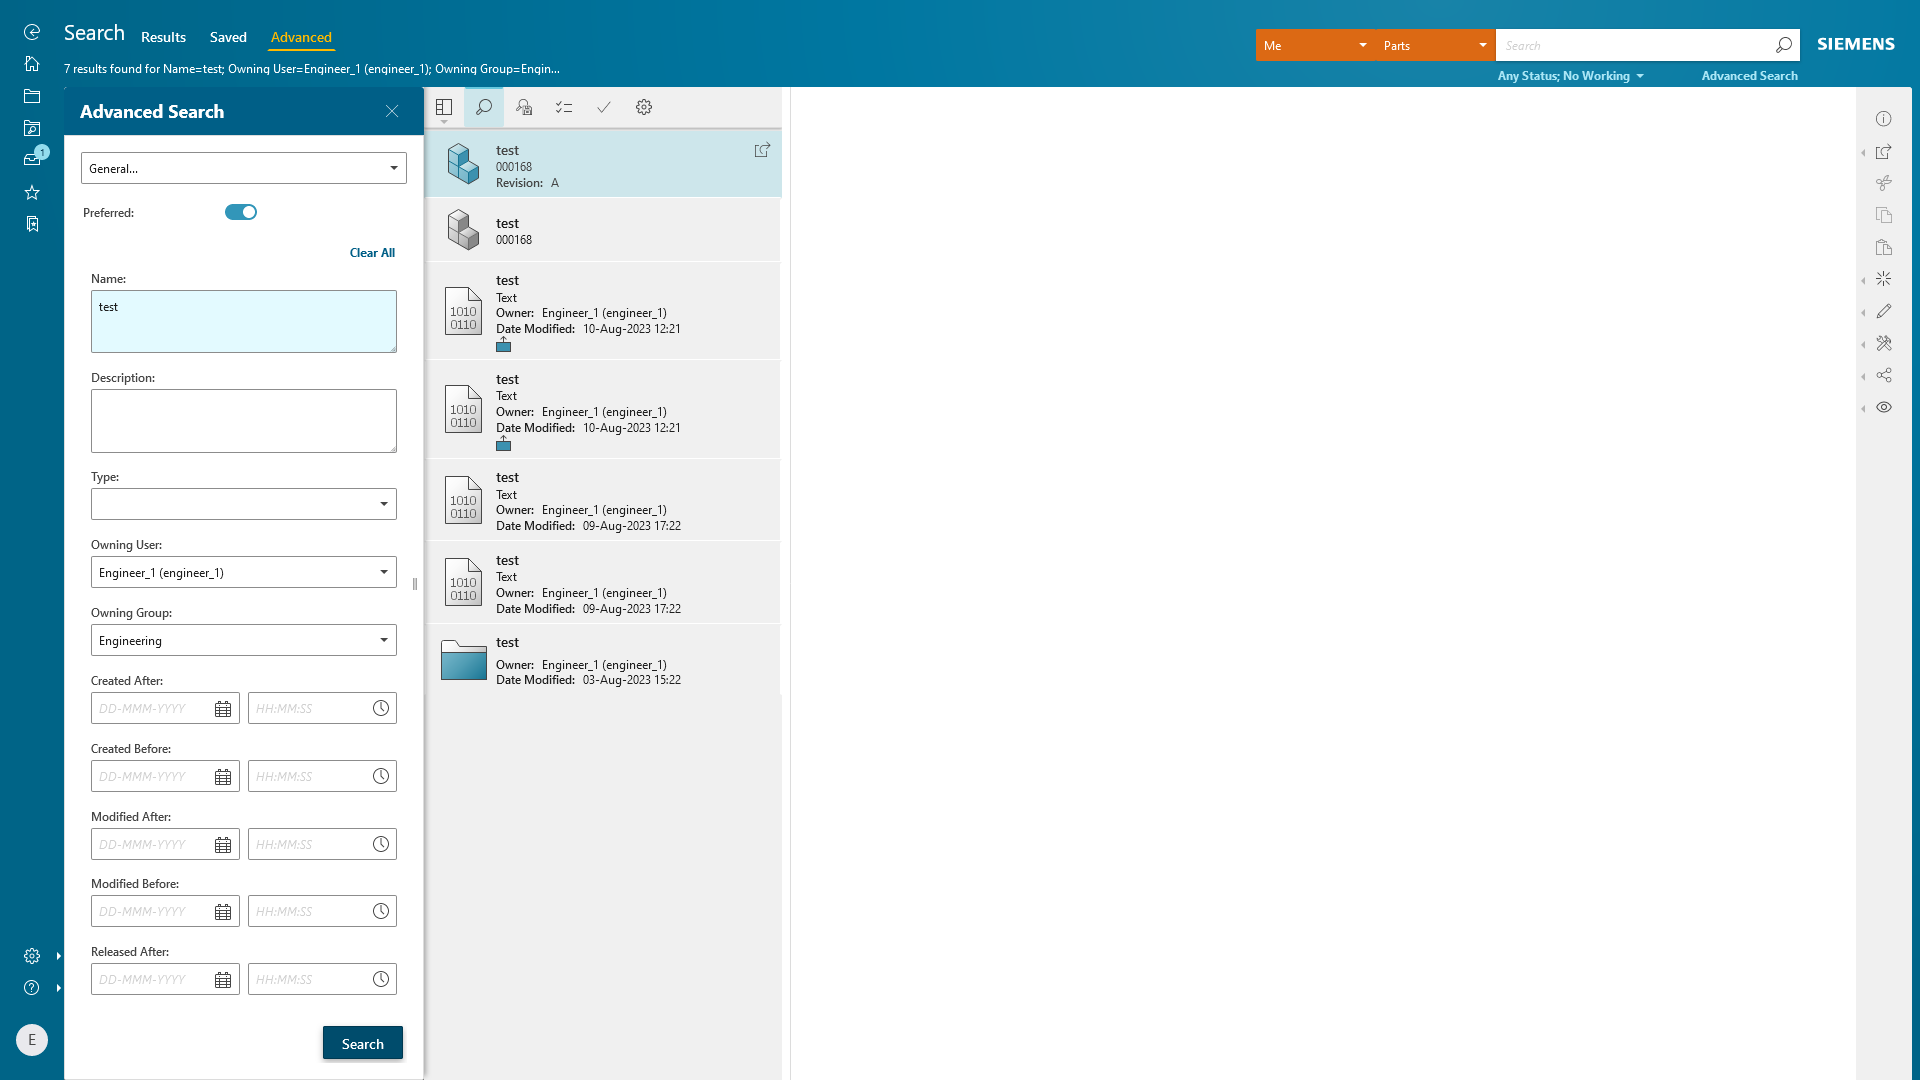 Search
Results
Saved
Advanced
7 results found for Name=test; Owning User=Engineer_1 (engineer_1); Owning Group=Engin...
Me
Parts
Search
SIEMENS
Any Status; No Working
Advanced Search
1
E
Advanced Search
General...
Preferred:
Clear All
Name:
test
Description:
Type:
Owning User:
Engineer_1 (engineer_1)
Owning Group:
Engineering
Created After:
DD-MMM-YYYY
HH:MM:SS
Created Before:
DD-MMM-YYYY
HH:MM:SS
Modified After:
DD-MMM-YYYY
HH:MM:SS
Modified Before:
DD-MMM-YYYY
HH:MM:SS
Released After:
DD-MMM-YYYY
HH:MM:SS
Search
test
000168
Revision: A
test
000168
1010
0110
test
Text
Owner: Engineer_1 (engineer_1)
Date Modified: 10-Aug-2023 12:21
1010
0110
test
Text
Owner: Engineer_1 (engineer_1)
Date Modified: 10-Aug-2023 12:21
1010
0110
test
Text
Owner: Engineer_1 (engineer_1)
Date Modified: 09-Aug-2023 17:22
1010
0110
test
Text
Owner: Engineer_1 (engineer_1)
Date Modified: 09-Aug-2023 17:22
test
Owner: Engineer_1 (engineer_1)
Date Modified: 03-Aug-2023 15:22